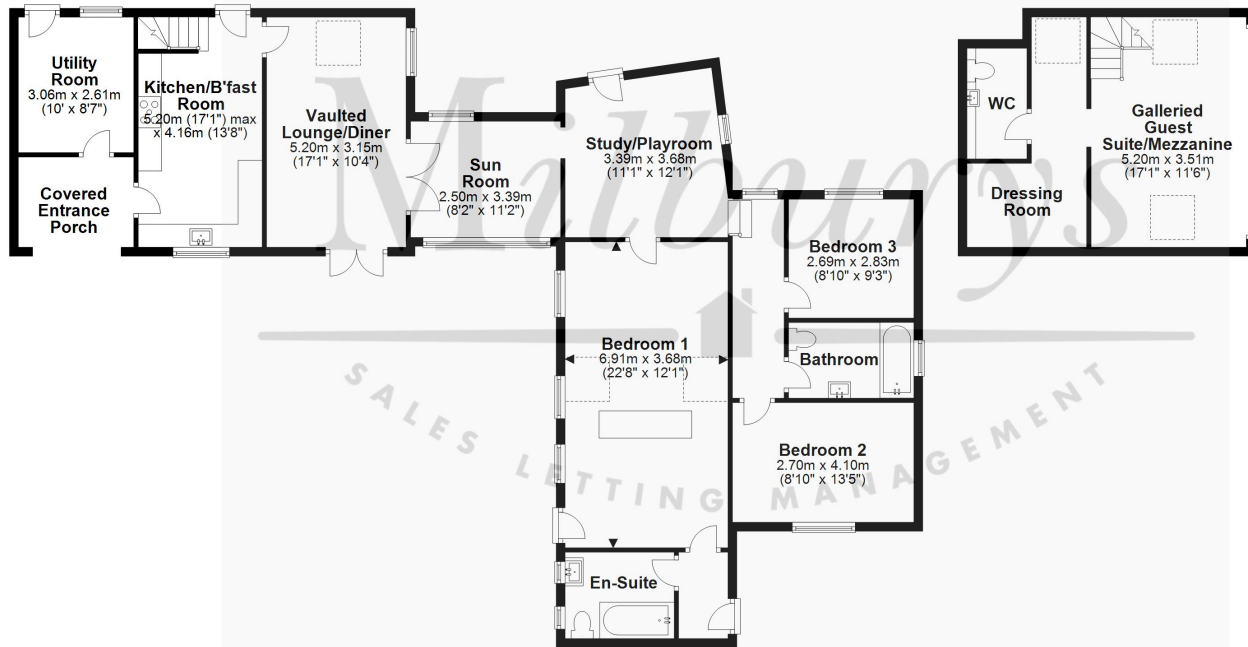 Utility
Room
3.06m x 2.61m
(10' x 8'7")
Kitchen/B'fast
Room
5.20m (17'1") max
x 4.16m (13'8")
Covered
Entrance
Porch
Vaulted
Lounge/Diner
5.20m x 3.15m
(17'1" x 10'4")
Sun
Room
2.50m x 3.39m
(8'2" x 11'2")
Study/Playroom
3.39m x 3.68m
(11'1" x 12'1")
Bedroom 1
6.91m x 3.68m
(22'8" x 12'1")
En-Suite
Bedroom 3
2.69m x 2.83m
(8'10" x 9'3")
Bathroom
Bedroom 2
2.70m x 4.10m
(8'10" x 13'5")
WC
Dressing
Room
Galleried
Guest
Suite/Mezzanine
5.20m x 3.51m
(17'1" x 11'6")
Milburys
SALES LETTING MANAGEMENT